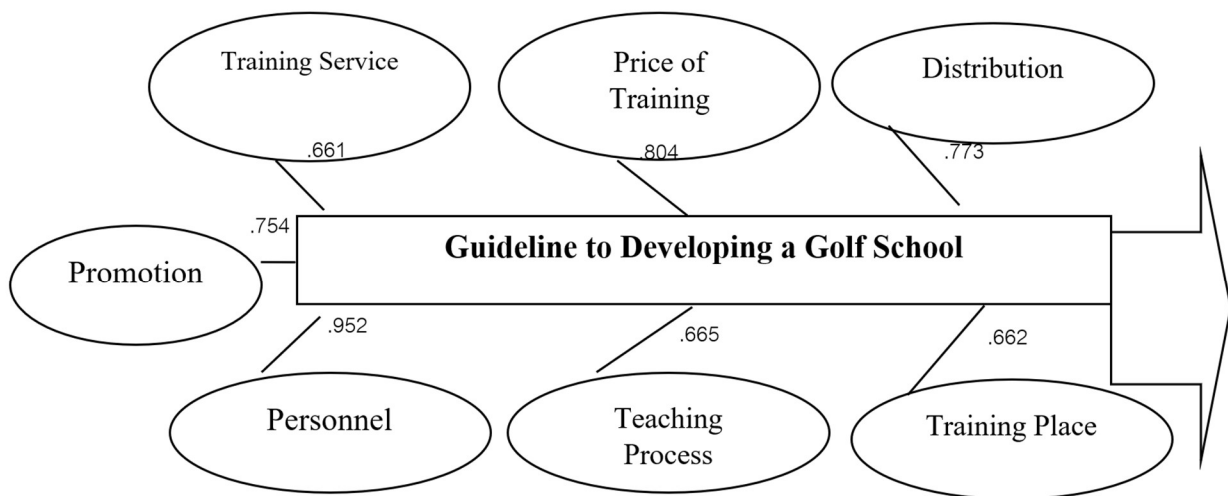 Training Service
Price of
Training
Distribution
.661
.804
.773
.754
Guideline to Developing a Golf School
Promotion
.952
.665
.662
Personnel
Teaching
Process
Training Place